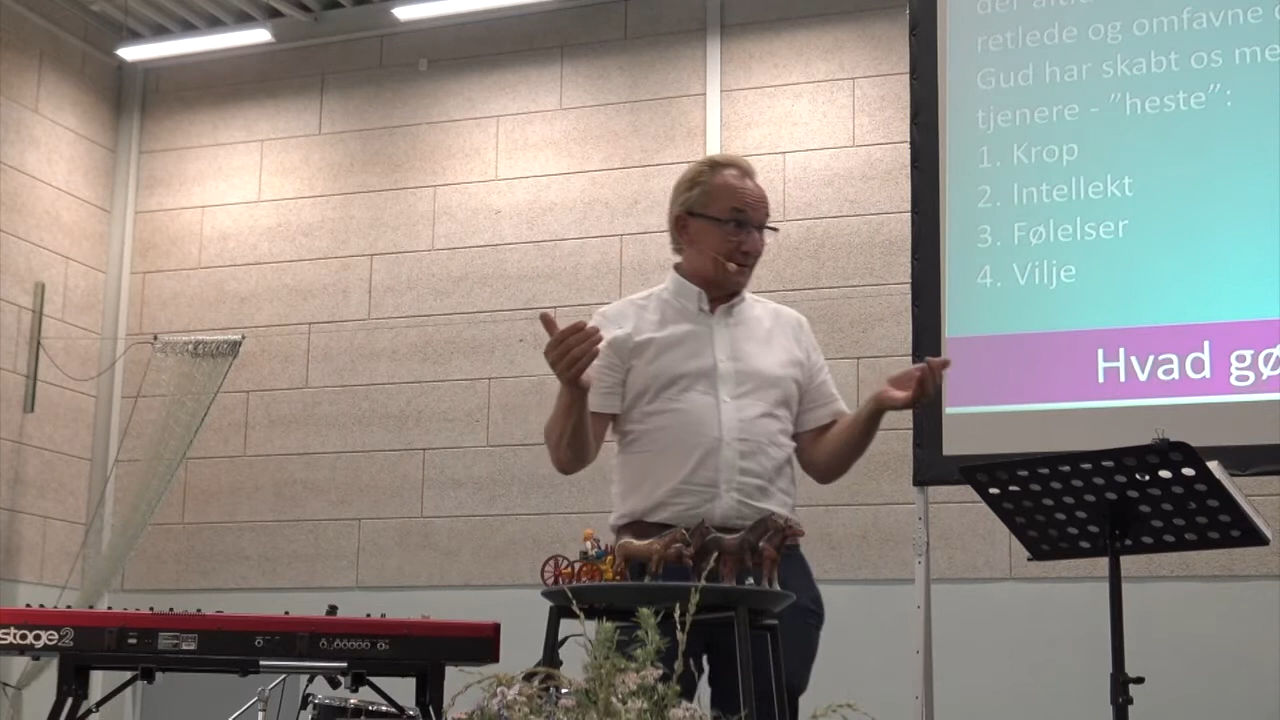 retlede og omfavne
Gud har skabt os me
tjenere - ”heste”:
1. Krop
2. Intellekt
3. Følelser
4. Vilje
Hvad gø
stage2